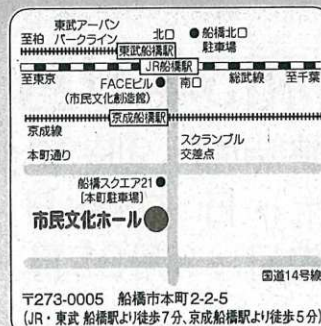 東武アーバン
至柏 パークライン
北口
船橋北口
駐車場
東武船橋駅
JR船橋駅
至東京
FACEビル
(市民文化創造館)
南口
総武線
至千葉
京成船橋駅
京成線
本町通り
スクランブル
交差点
船橋スクエア21
[本町駐車場]
市民文化ホール
国道14号線
〒273-0005 船橋市本町2-2-5
(JR・東武 船橋駅より徒歩7分、京成船橋駅より徒歩5分)